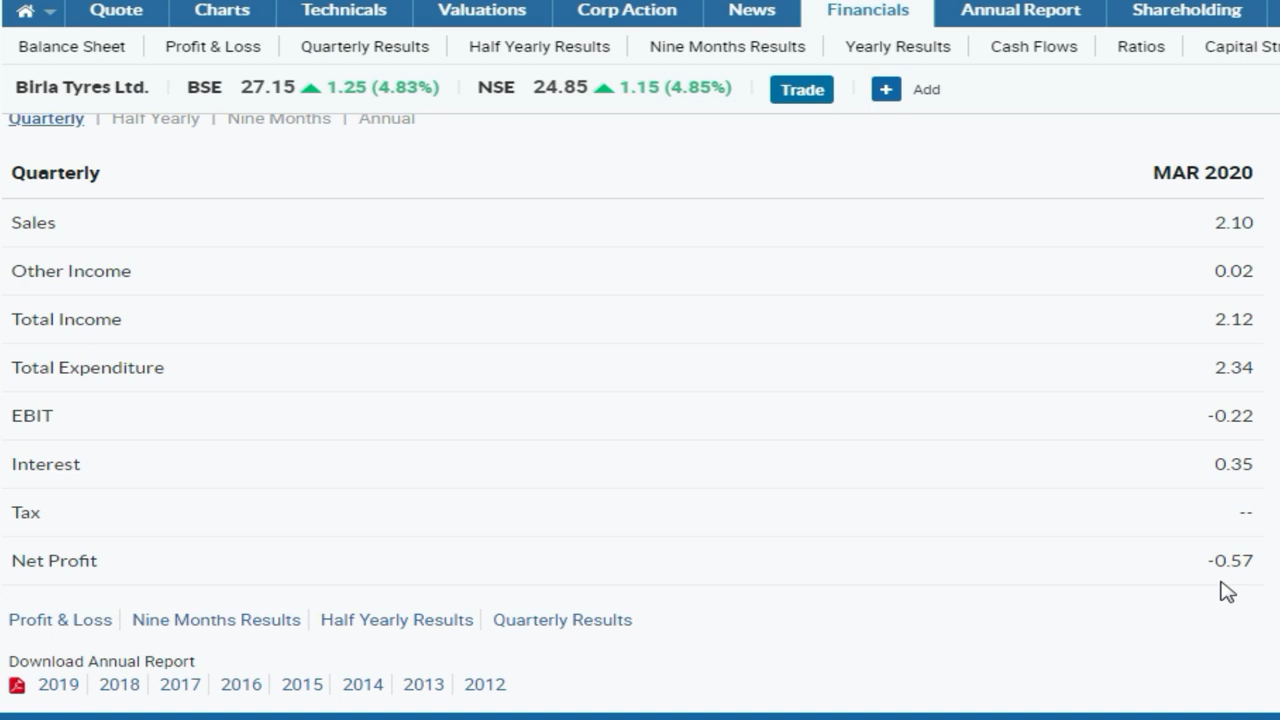 Quote Charts Technicals Valuations Corp Action News Financials Annual Report Shareholding
Balance Sheet Profit & Loss Quarterly Results Half Yearly Results Nine Months Results Yearly Results Cash Flows Ratios Capital
Birla Tyres Ltd. BSE 27.15 1.25 (4.83%) NSE 24.85 1.15 (4.85%) Trade + Add
Quarterly | Half Yearly | Nine Months | Annual
Quarterly MAR 2020
Sales 2.10
Other Income 0.02
Total Income 2.12
Total Expenditure 2.34
EBIT -0.22
Interest 0.35
Tax --
Net Profit -0.57
Profit & Loss Nine Months Results Half Yearly Results Quarterly Results
Download Annual Report
2019 2018 2017 2016 2015 2014 2013 2012